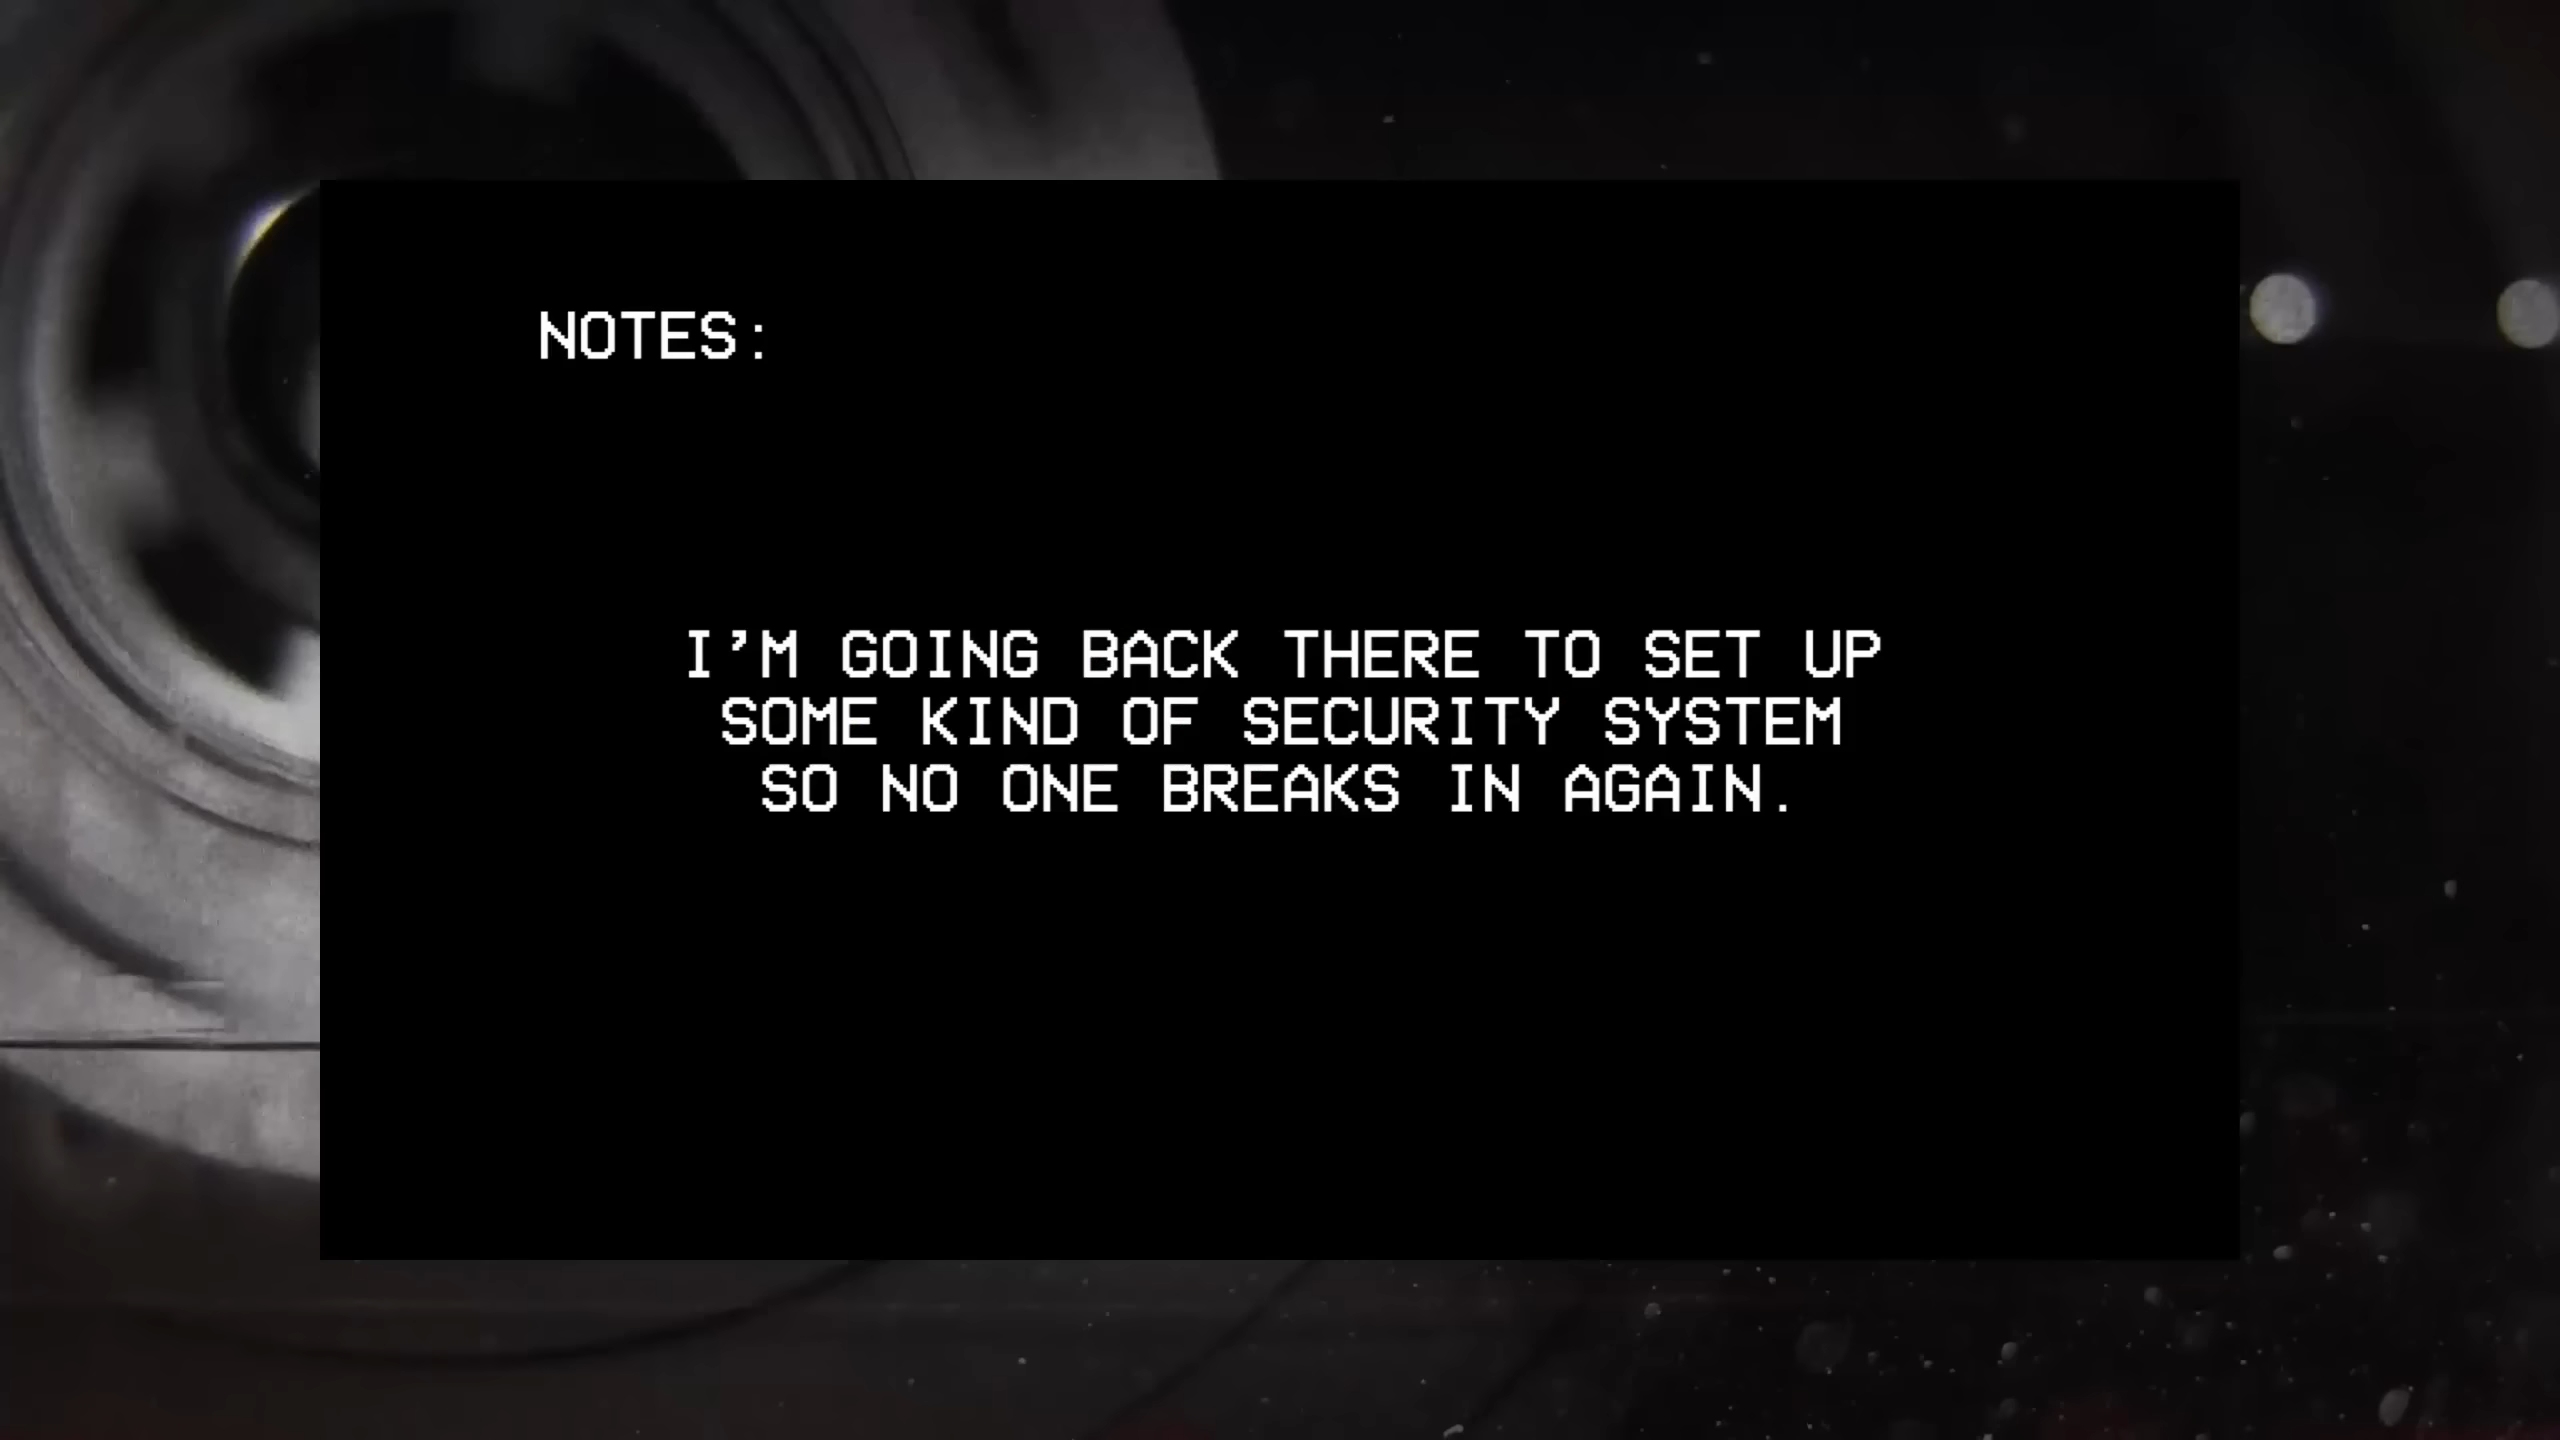 NOTES:
I'M GOING BACK THERE TO SET UP
SOME KIND OF SECURITY SYSTEM
SO NO ONE BREAKS IN AGAIN.